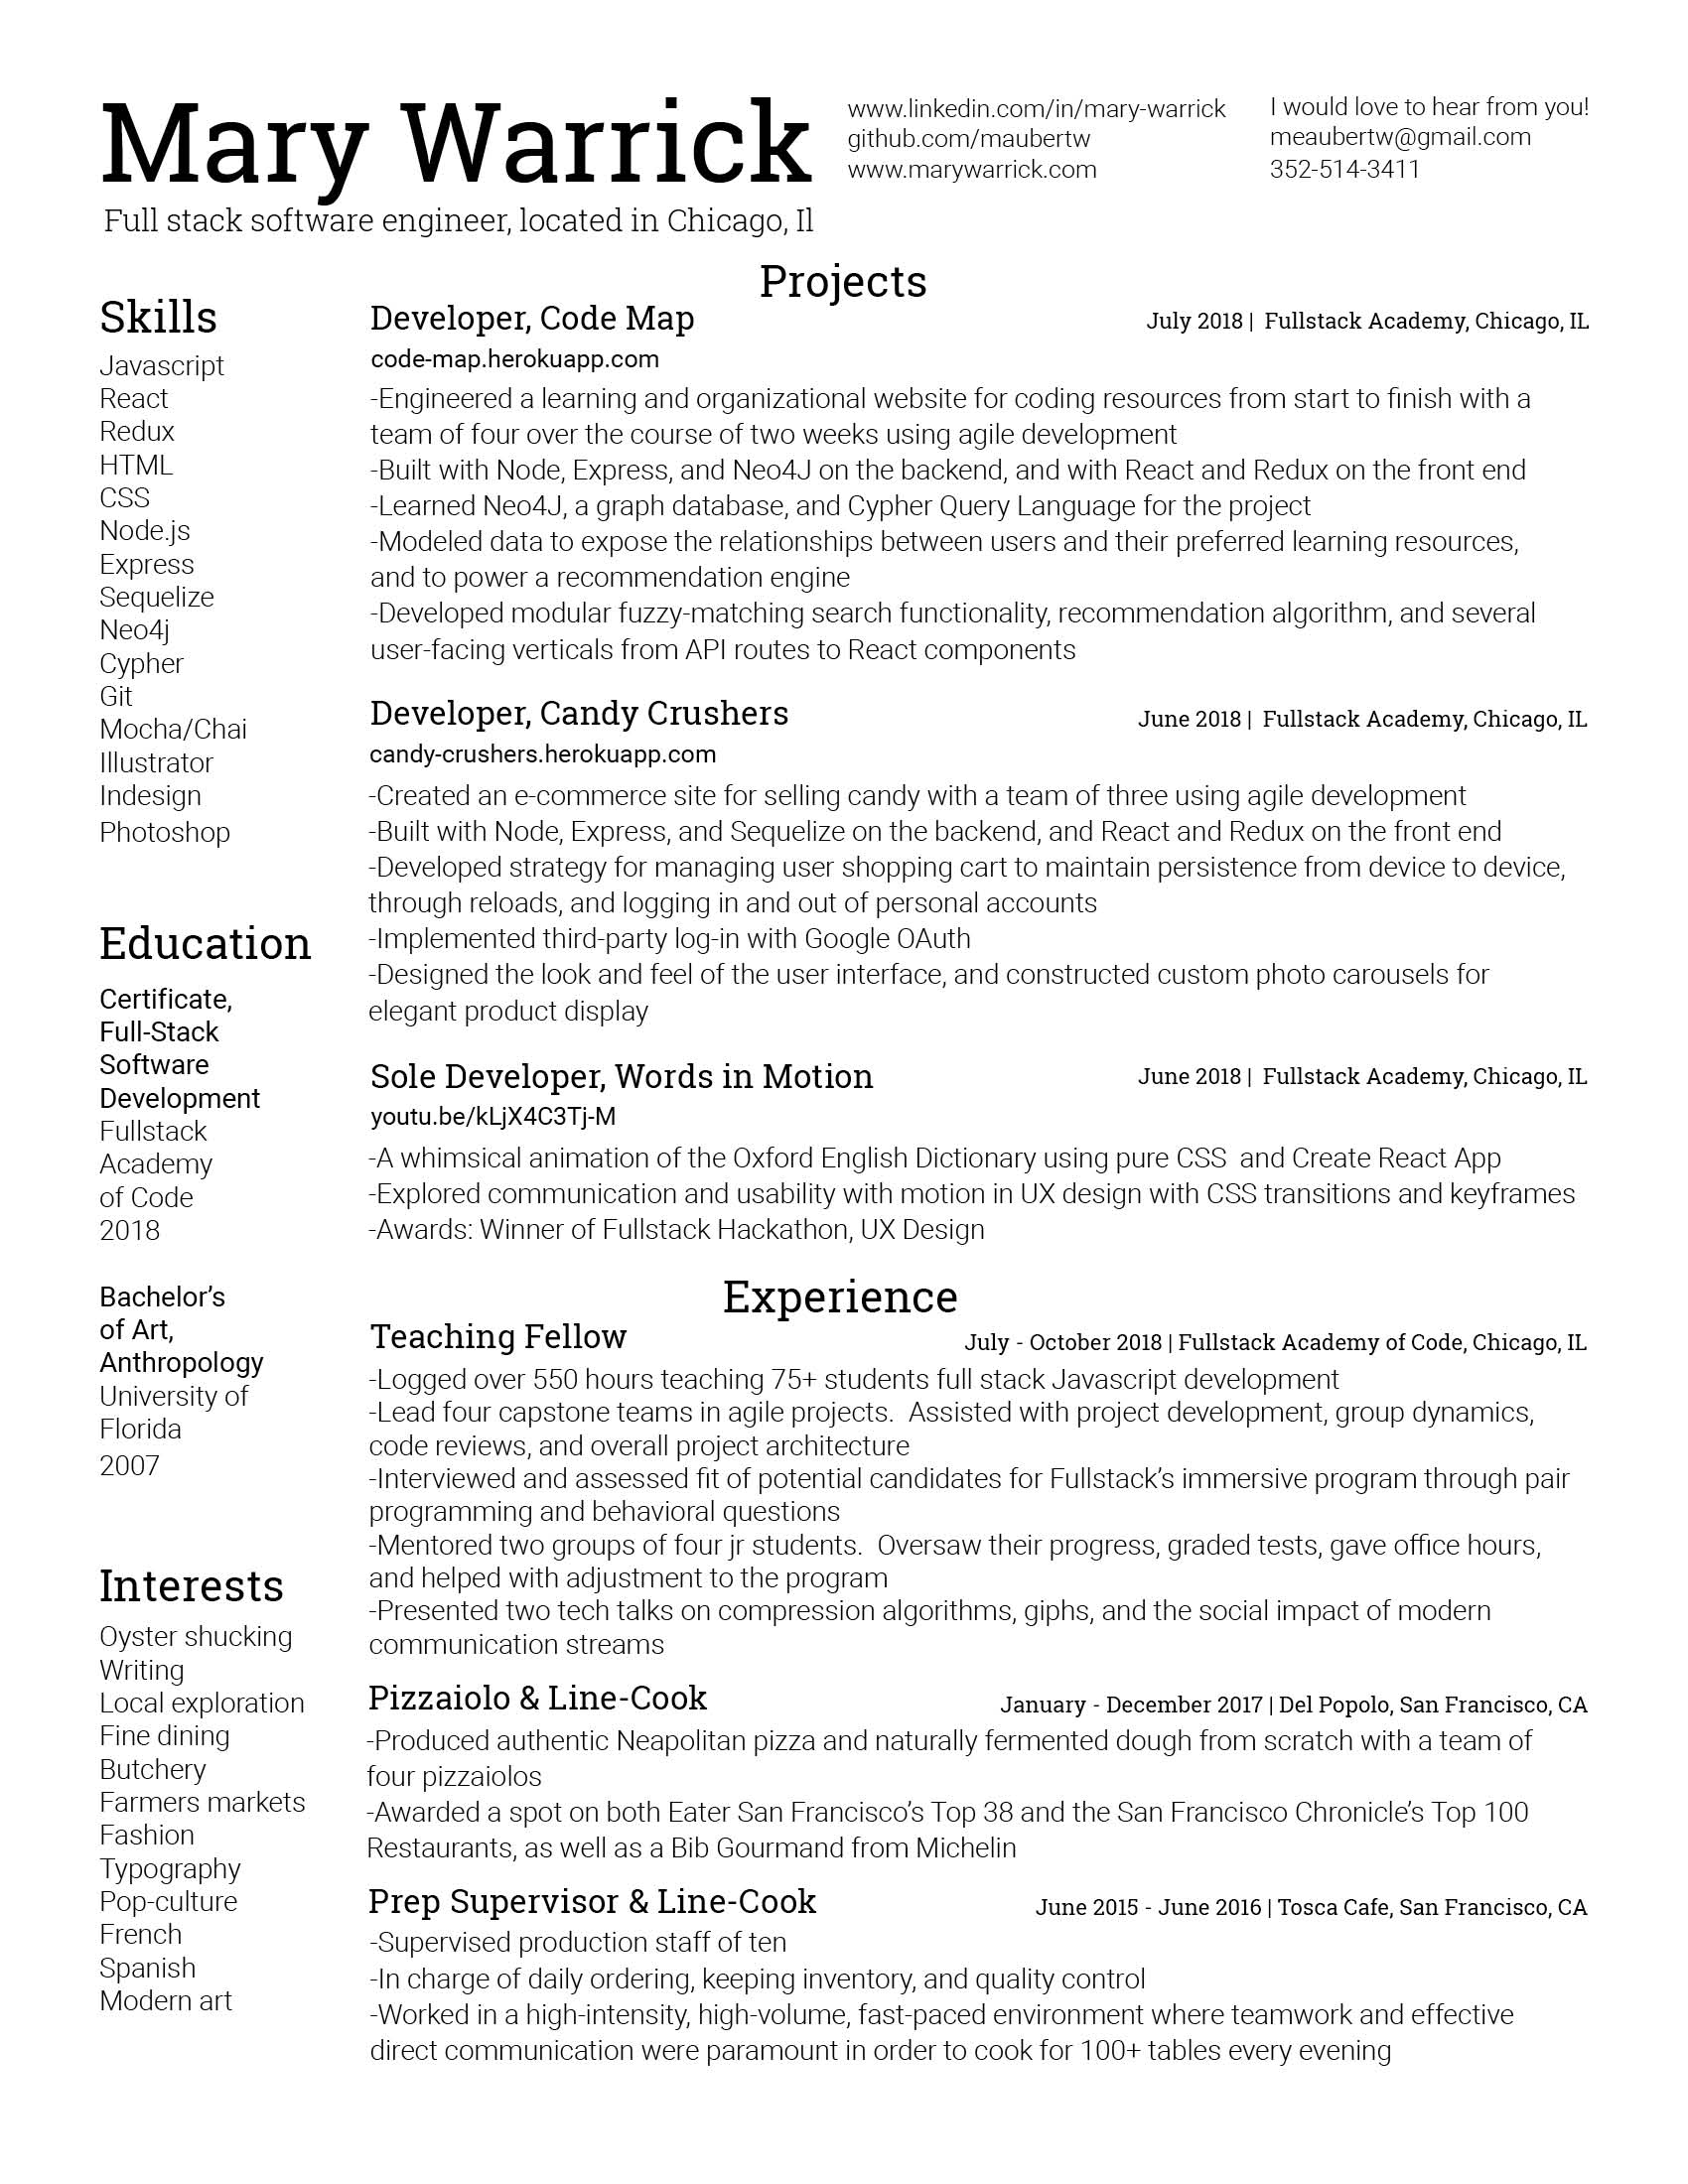 Mary Warrick
Full stack software engineer, located in Chicago, Il
www.linkedin.com/in/mary-warrick
github.com/maubertw
www.marywarrick.com
I would love to hear from you!
meaubertw@gmail.com
352-514-3411
Skills
Javascript
React
Redux
HTML
CSS
Node.js
Express
Sequelize
Neo4j
Cypher
Git
Mocha/Chai
Illustrator
Indesign
Photoshop
Education
Certificate,
Full-Stack
Software
Development
Fullstack
Academy
of Code
2018
Bachelor’s
of Art,
Anthropology
University of
Florida
2007
Interests
Oyster shucking
Writing
Local exploration
Fine dining
Butchery
Farmers markets
Fashion
Typography
Pop-culture
French
Spanish
Modern art
Projects
Developer, Code Map
July 2018 | Fullstack Academy, Chicago, IL
code-map.herokuapp.com
-Engineered a learning and organizational website for coding resources from start to finish with a
team of four over the course of two weeks using agile development
-Built with Node, Express, and Neo4J on the backend, and with React and Redux on the front end
-Learned Neo4J, a graph database, and Cypher Query Language for the project
-Modeled data to expose the relationships between users and their preferred learning resources,
and to power a recommendation engine
-Developed modular fuzzy-matching search functionality, recommendation algorithm, and several
user-facing verticals from API routes to React components
Developer, Candy Crushers
June 2018 | Fullstack Academy, Chicago, IL
candy-crushers.herokuapp.com
-Created an e-commerce site for selling candy with a team of three using agile development
-Built with Node, Express, and Sequelize on the backend, and React and Redux on the front end
-Developed strategy for managing user shopping cart to maintain persistence from device to device,
through reloads, and logging in and out of personal accounts
-Implemented third-party log-in with Google OAuth
-Designed the look and feel of the user interface, and constructed custom photo carousels for
elegant product display
Sole Developer, Words in Motion
June 2018 | Fullstack Academy, Chicago, IL
youtu.be/kLjX4C3Tj-M
-A whimsical animation of the Oxford English Dictionary using pure CSS  and Create React App
-Explored communication and usability with motion in UX design with CSS transitions and keyframes
-Awards: Winner of Fullstack Hackathon, UX Design
Experience
Teaching Fellow
July - October 2018 | Fullstack Academy of Code, Chicago, IL
-Logged over 550 hours teaching 75+ students full stack Javascript development
-Lead four capstone teams in agile projects.  Assisted with project development, group dynamics,
code reviews, and overall project architecture
-Interviewed and assessed fit of potential candidates for Fullstack’s immersive program through pair
programming and behavioral questions
-Mentored two groups of four jr students.  Oversaw their progress, graded tests, gave office hours,
and helped with adjustment to the program
-Presented two tech talks on compression algorithms, giphs, and the social impact of modern
communication streams
Pizzaiolo & Line-Cook
January - December 2017 | Del Popolo, San Francisco, CA
-Produced authentic Neapolitan pizza and naturally fermented dough from scratch with a team of
four pizzaiolos
-Awarded a spot on both Eater San Francisco’s Top 38 and the San Francisco Chronicle’s Top 100
Restaurants, as well as a Bib Gourmand from Michelin
Prep Supervisor & Line-Cook
June 2015 - June 2016 | Tosca Cafe, San Francisco, CA
-Supervised production staff of ten
-In charge of daily ordering, keeping inventory, and quality control
-Worked in a high-intensity, high-volume, fast-paced environment where teamwork and effective
direct communication were paramount in order to cook for 100+ tables every evening